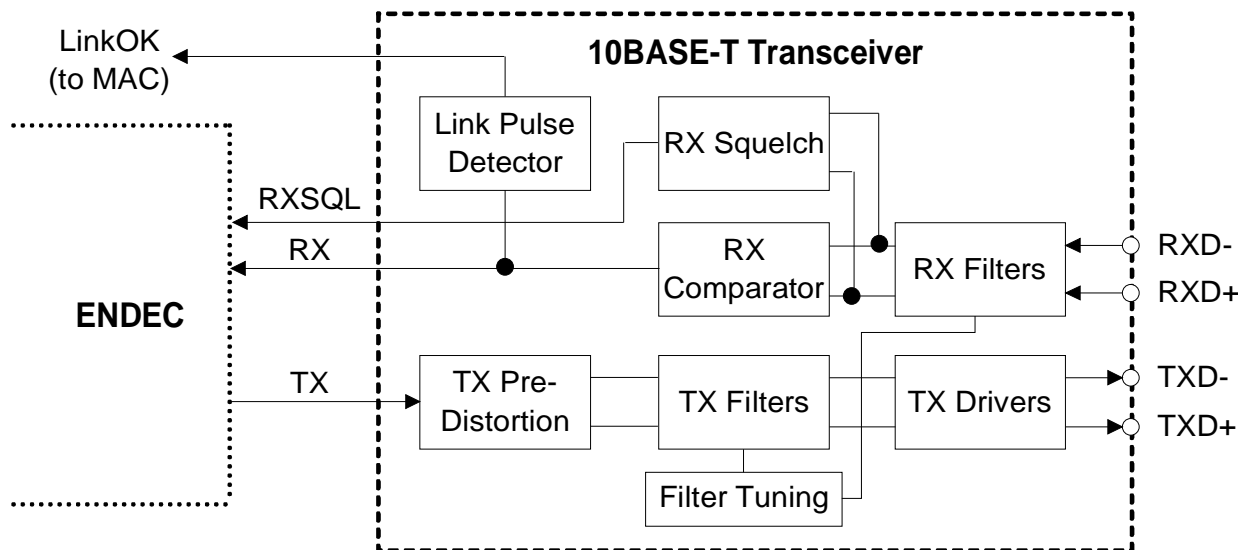 LinkOK
(to MAC)
10BASE-T Transceiver
Link Pulse
Detector
RX Squelch
RXSQL
RX
RX
Comparator
RX Filters
RXD-
RXD+
ENDEC
TX
TX Pre-
Distortion
TX Filters
TX Drivers
TXD-
TXD+
Filter Tuning